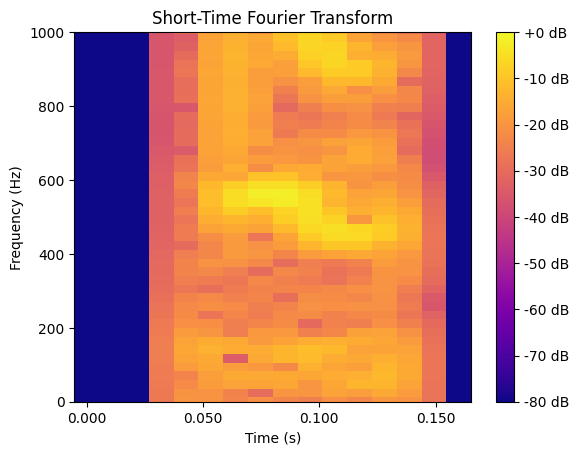 Short-Time Fourier Transform
1000
800
600
400
200
0
Frequency (Hz)
0.000
0.050
0.100
0.150
Time (s)
+0 dB
-10 dB
-20 dB
-30 dB
-40 dB
-50 dB
-60 dB
-70 dB
-80 dB